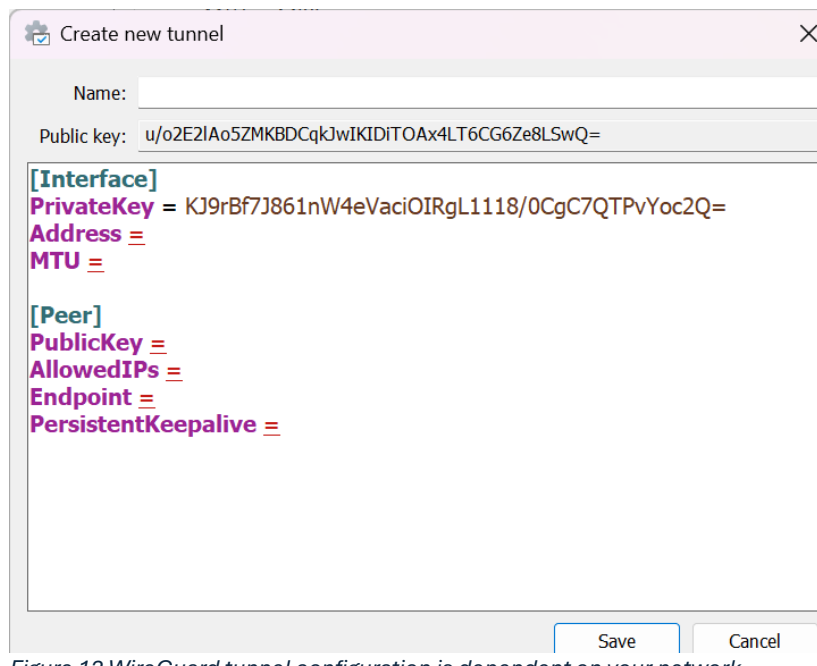 Create new tunnel
Name:
Public key: u/o2E2lAo5ZMKBDCqkJwIKIDiTOAx4LT6CG6Ze8LSwQ=
[Interface]
PrivateKey = KJ9rBf7J861nW4eVaciOIRgL1118/0CgC7QTPvYoc2Q=
Address =
MTU =
[Peer]
PublicKey =
AllowedIPs =
Endpoint =
PersistentKeepalive =
Save Cancel
Figure 12 WireGuard tunnel configuration is dependent on your network